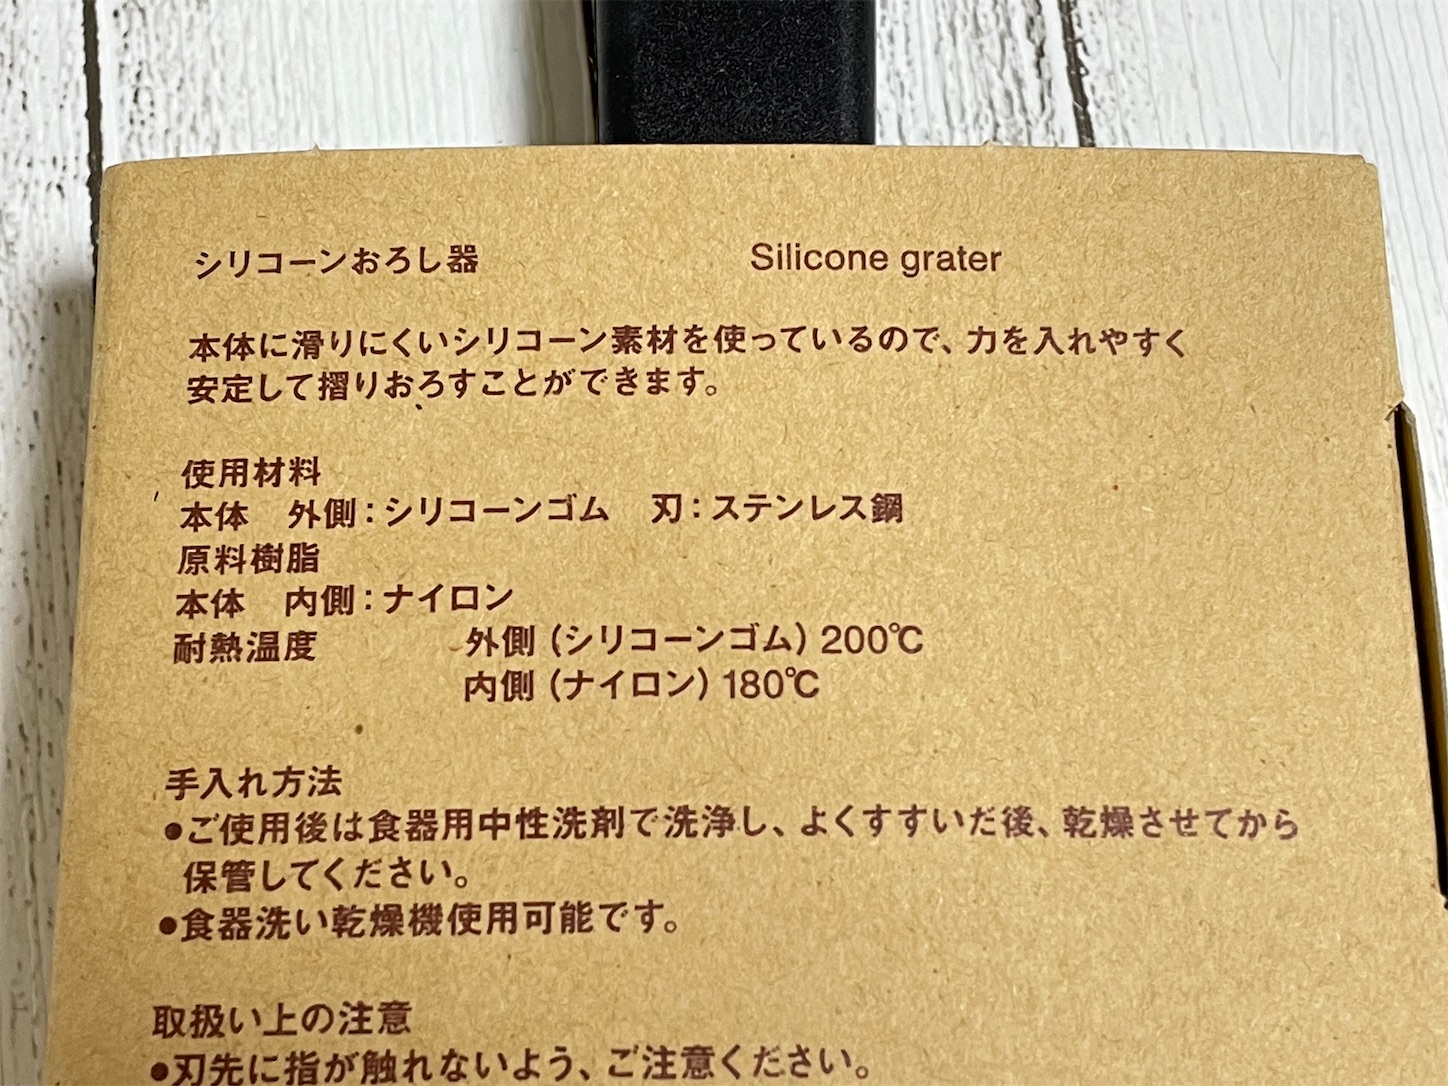 シリコーンおろし器 Silicone grater
本体に滑りにくいシリコーン素材を使っているので、力を入れやすく
安定して摺りおろすことができます。
使用材料
本体 外側：シリコーンゴム 刃：ステンレス鋼
原料樹脂
本体 内側：ナイロン
耐熱温度 外側（シリコーンゴム）200℃
内側（ナイロン）180℃
手入れ方法
●ご使用後は食器用中性洗剤で洗浄し、よくすすいだ後、乾燥させてから
保管してください。
●食器洗い乾燥機使用可能です。
取扱い上の注意
●刃先に指が触れないよう、ご注意ください。